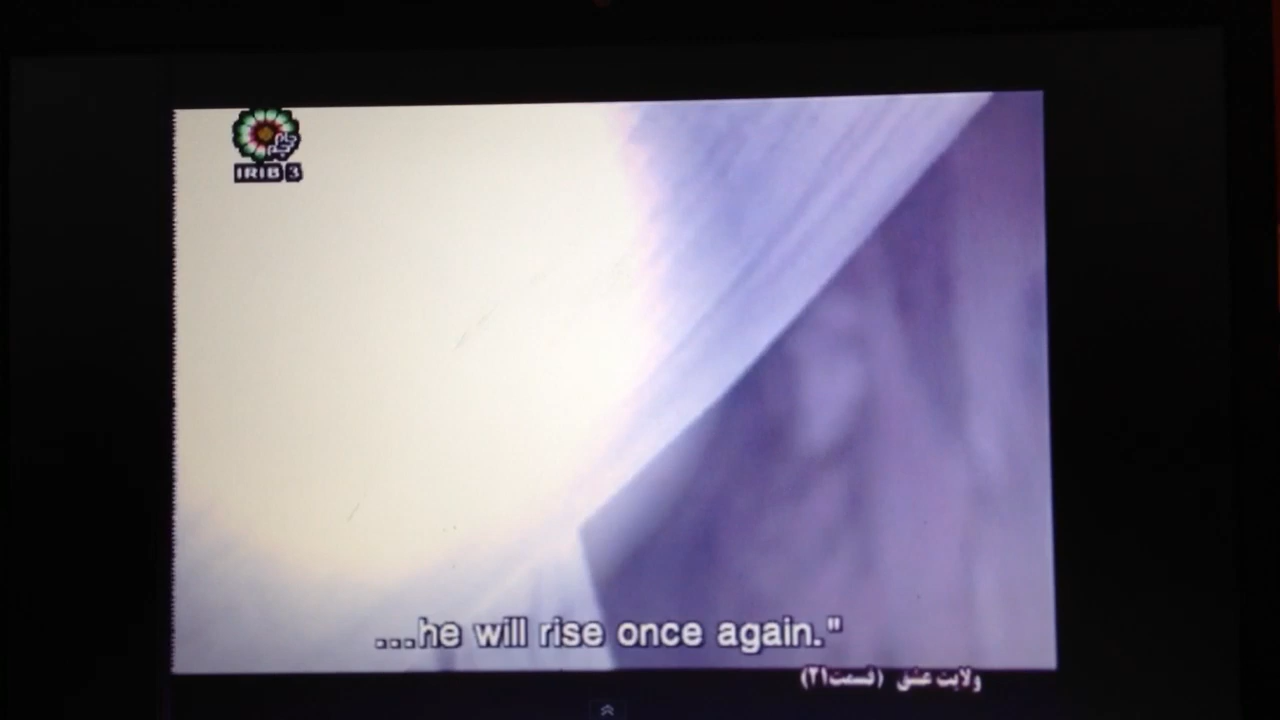 IRIB 3
...he will rise once again."
ولایت عشق (قسمت۲۱)